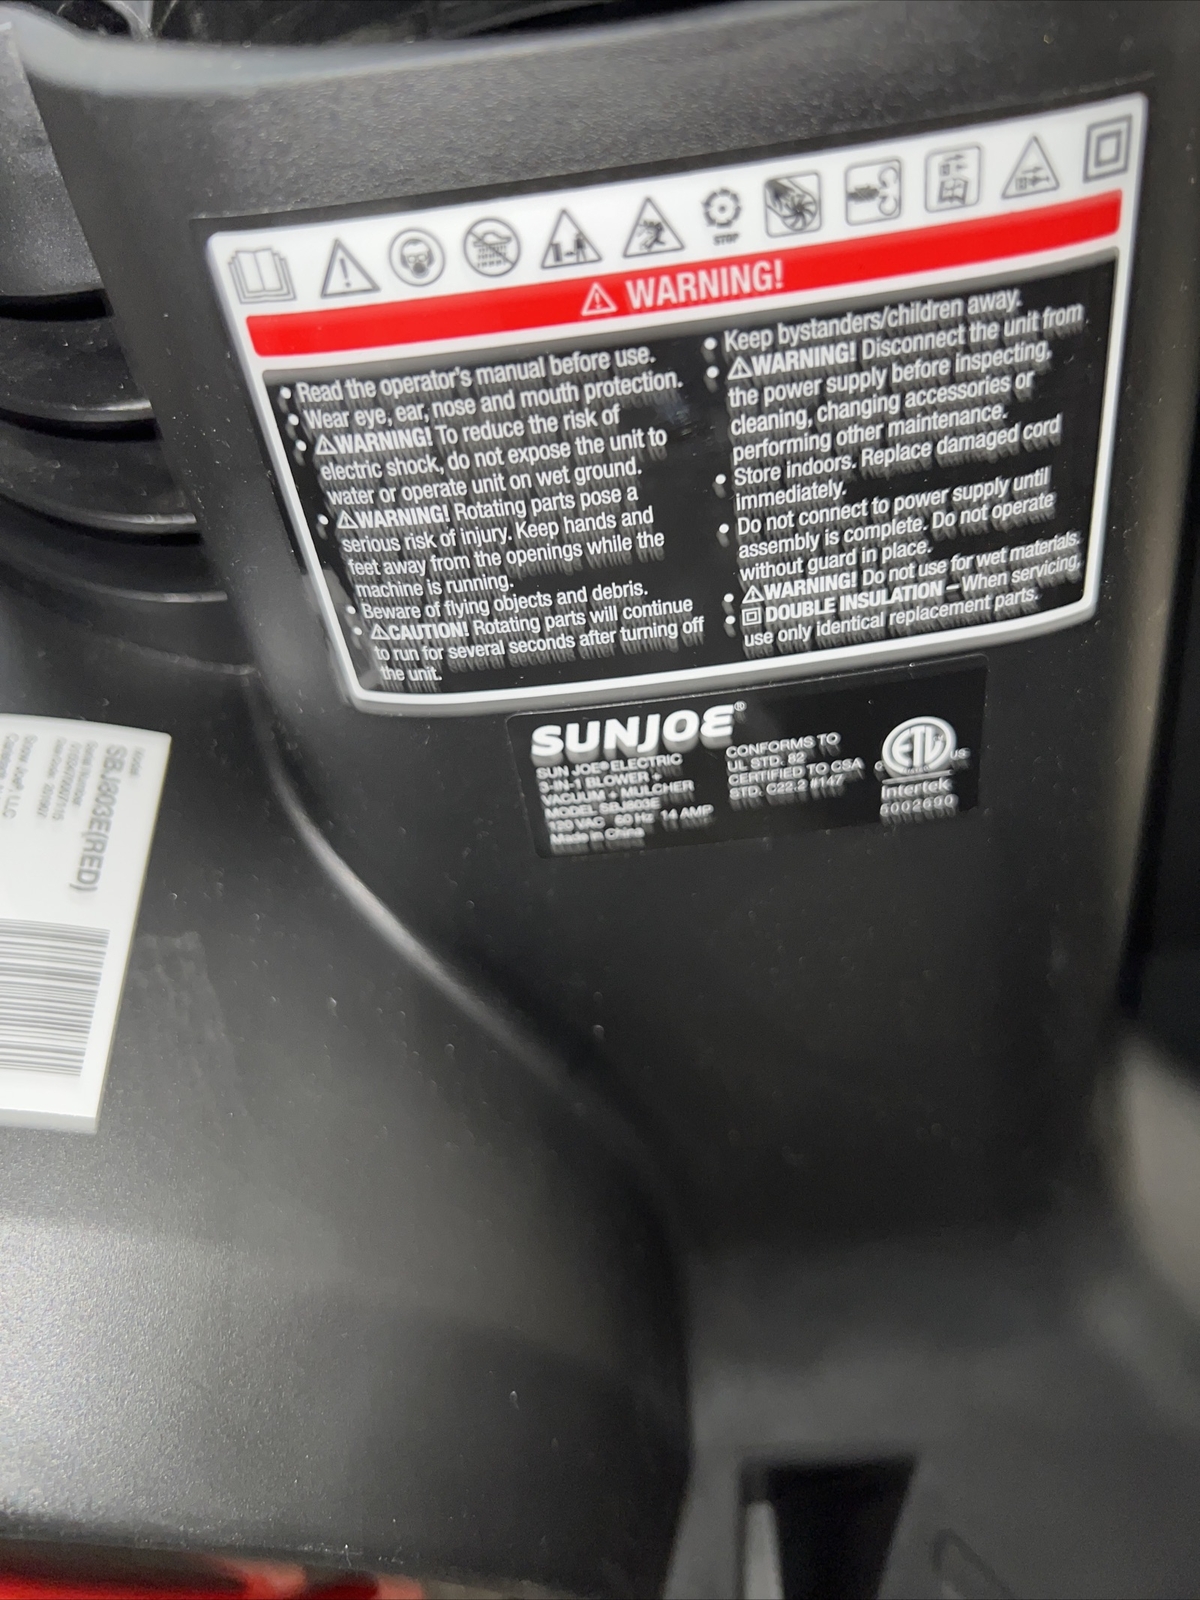 STOP
WARNING!
• Read the operator's manual before use.
• Wear eye, ear, nose and mouth protection.
• WARNING! To reduce the risk of
electric shock, do not expose the unit to
water or operate unit on wet ground.
• WARNING! Rotating parts pose a
serious risk of injury. Keep hands and
feet away from the openings while the
machine is running.
• Beware of flying objects and debris.
• CAUTION! Rotating parts will continue
to run for several seconds after turning off
the unit.
• Keep bystanders/children away.
• WARNING! Disconnect the unit from
the power supply before inspecting,
cleaning, changing accessories or
performing other maintenance.
• Store indoors. Replace damaged cord
immediately.
• Do not connect to power supply until
assembly is complete. Do not operate
without guard in place.
• WARNING! Do not use for wet materials.
• DOUBLE INSULATION – When servicing,
use only identical replacement parts.
SUNJOE®
SUN JOE® ELECTRIC
3-IN-1 BLOWER +
VACUUM + MULCHER
MODEL SBJ803E
120 VAC 60 Hz 14 AMP
Made in China
CONFORMS TO
UL STD. 82
CERTIFIED TO CSA
STD. C22.2 #147
ETL
C US
Intertek
5002690
SBJ803E(RED)